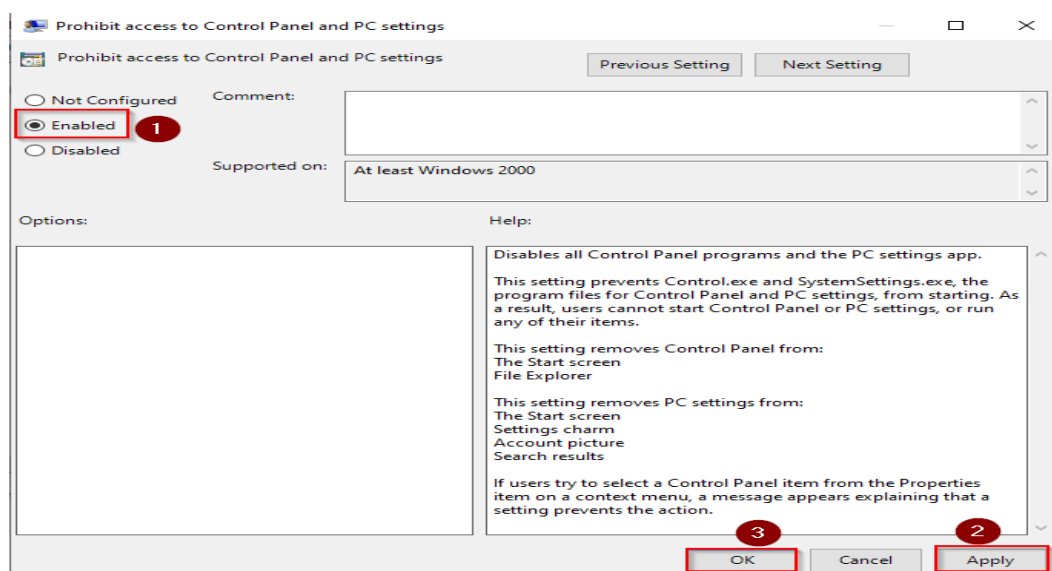 Prohibit access to Control Panel and PC settings
Prohibit access to Control Panel and PC settings
Previous Setting
Next Setting
Not Configured
Comment:
Enabled
1
Disabled
Supported on:
At least Windows 2000
Options:
Help:
Disables all Control Panel programs and the PC settings app.
This setting prevents Control.exe and SystemSettings.exe, the
program files for Control Panel and PC settings, from starting. As
a result, users cannot start Control Panel or PC settings, or run
any of their items.
This setting removes Control Panel from:
The Start screen
File Explorer
This setting removes PC settings from:
The Start screen
Settings charm
Account picture
Search results
If users try to select a Control Panel item from the Properties
item on a context menu, a message appears explaining that a
setting prevents the action.
3
2
OK
Cancel
Apply